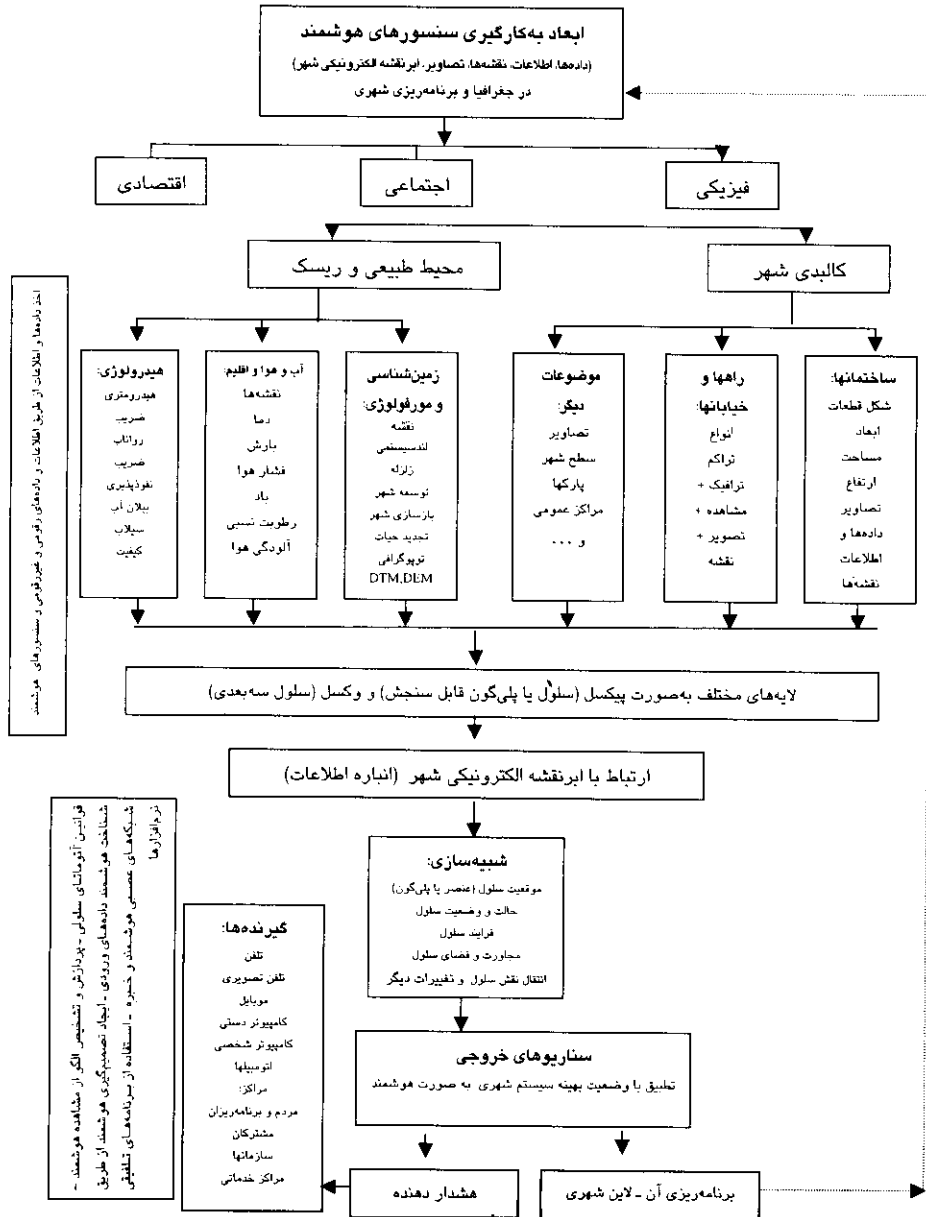 ابعاد به‌کارگیری سنسورهای هوشمند
(داده‌ها، اطلاعات، نقشه‌ها، تصاویر، ابرنقشه الکترونیکی شهر)
در جغرافیا و برنامه‌ریزی شهری
فیزیکی
اجتماعی
اقتصادی
کالبدی شهر
محیط طبیعی و ریسک
ساختمانها:
شکل قطعات
ابعاد
مساحت
ارتفاع
تصاویر
داده‌ها و
اطلاعات
نقشه‌ها
راهها و
خیابانها:
انواع
تراکم
ترافیک +
مشاهده +
تصویر +
نقشه
موضوعات
دیگر:
تصاویر
سطح شهر
پارکها
مراکز عمومی
و ...
زمین‌شناسی
و مورفولوژی:
نقشه
لندسیستمی
زلزله
توسعه شهر
بازسازی شهر
تجدید حیات
توپوگرافی
DTM,DEM
آب و هوا و اقلیم:
نقشه‌ها
دما
بارش
فشار هوا
باد
رطوبت نسبی
آلودگی هوا
هیدرولوژی:
هیدرومتری
ضریب
رواناب
ضریب
نفوذپذیری
بیلان آب
سیلاب
کیفیت
اخذ داده‌ها و اطلاعات از طریق اطلاعات و داده‌های رقومی و غیررقومی و سنسورهای هوشمند
لایه‌های مختلف به‌صورت پیکسل (سلول یا پلی‌گون قابل سنجش) و وکسل (سلول سه‌بعدی)
ارتباط با ابرنقشه الکترونیکی شهر (انباره اطلاعات)
شبیه‌سازی:
موقعیت سلول (عنصر یا پلی‌گون)
حالت و وضعیت سلول
فرایند سلول
مجاورت و فضای سلول
انتقال نقش سلول و تغییرات دیگر
سناریوهای خروجی
تطبیق با وضعیت بهینه سیستم شهری به صورت هوشمند
برنامه‌ریزی آن - لاین شهری
هشدار دهنده
گیرنده‌ها:
تلفن
تلفن تصویری
موبایل
کامپیوتر دستی
کامپیوتر شخصی
اتومبیلها
مراکز:
مردم و برنامه‌ریزان
مشترکان
سازمانها
مراکز خدماتی
قوانین آتوماتای سلولی - پردازش و تشخیص الگو از مشاهده هوشمند -
شناخت هوشمند داده‌های ورودی - ایجاد تصمیم‌گیری هوشمند از طریق
شبکه‌های عصبی هوشمند و خبره - استفاده از برنامه‌های تلفیقی
نرم‌افزارها